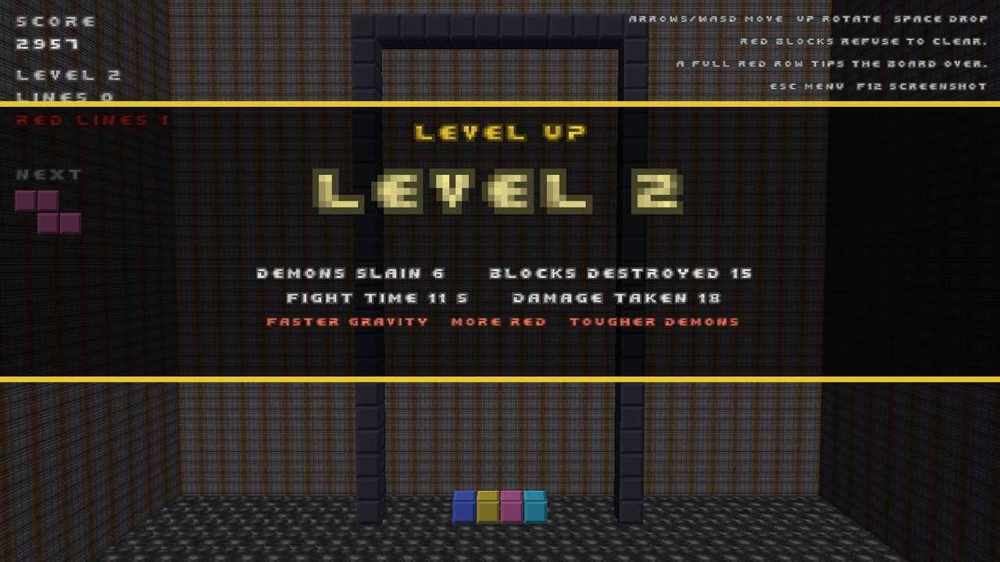 SCORE
2957
LEVEL 2
LINES 0
RED LINES 1
NEXT
ARROWS/WASD MOVE UP ROTATE SPACE DROP
RED BLOCKS REFUSE TO CLEAR.
A FULL RED ROW TIPS THE BOARD OVER.
ESC MENU F12 SCREENSHOT
LEVEL UP
LEVEL 2
DEMONS SLAIN 6 BLOCKS DESTROYED 15
FIGHT TIME 11 S DAMAGE TAKEN 18
FASTER GRAVITY MORE RED TOUGHER DEMONS